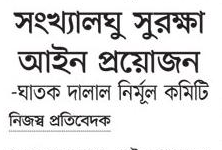 সংখ্যালঘু সুরক্ষা
আইন প্রয়োজন
-ঘাতক দালাল নির্মূল কমিটি
নিজস্ব প্রতিবেদক